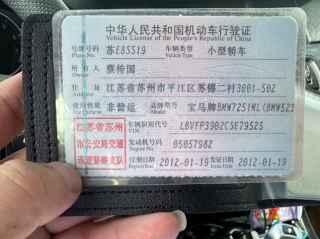 中华人民共和国机动车行驶证
Vehicle License of the People's Republic of China
号牌号码 苏E85S19 车辆类型 小型轿车
Plate No. Vehicle Type
所有人 蔡传国
Owner
住址 江苏省苏州市平江区苏锦二村3001-502
Address
使用性质 非营运 品牌型号 宝马牌BMW7251ML(BMW523
Use Character Model
江苏省苏州 车辆识别代号 LBVFP3902C5E79525
VIN
市公安局交通 发动机号码 05057982
Engine No.
巡逻警察支队 注册日期 2012-01-19 发证日期 2012-01-19
Register Date Issue Date